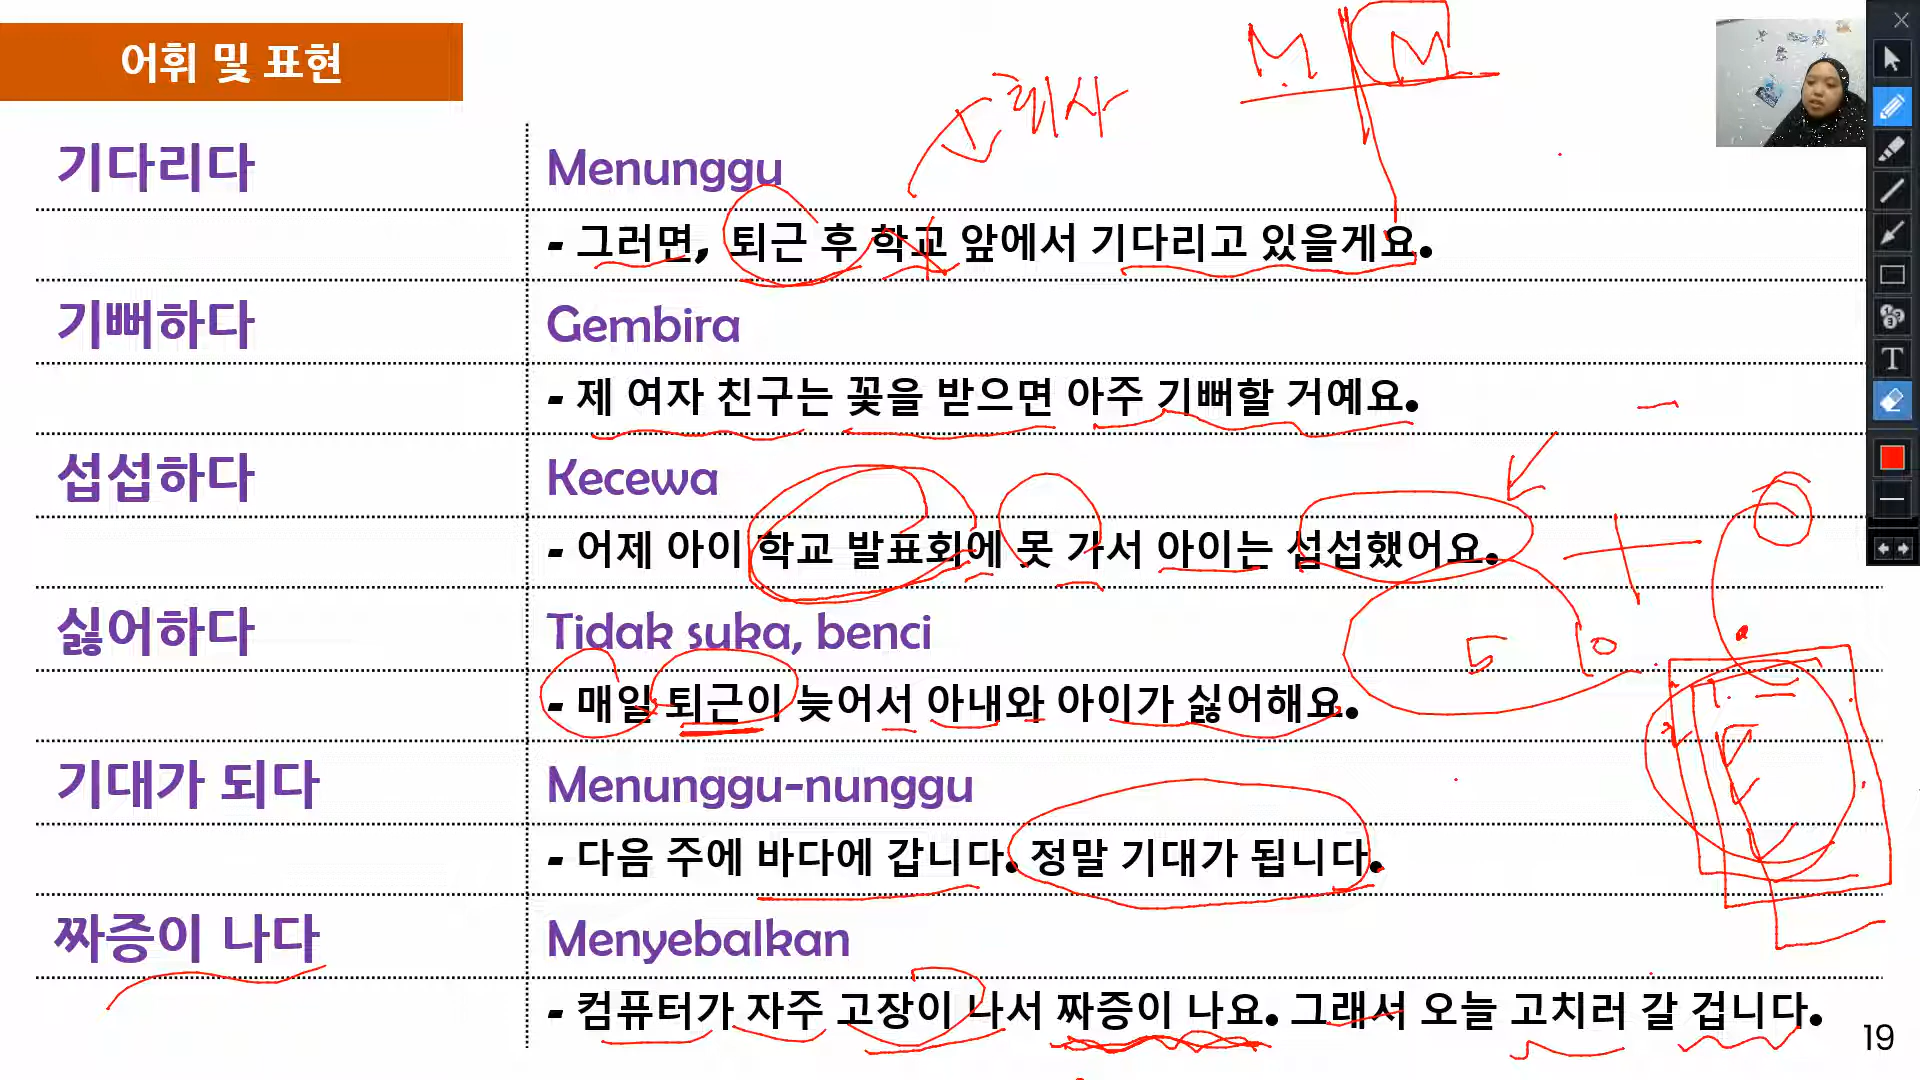 어휘 및 표현
회사
M M
기다리다 Menunggu
- 그러면, 퇴근 후 학교 앞에서 기다리고 있을게요.
기뻐하다 Gembira
- 제 여자 친구는 꽃을 받으면 아주 기뻐할 거예요.
섭섭하다 Kecewa
- 어제 아이 학교 발표회에 못 가서 아이는 섭섭했어요.
싫어하다 Tidak suka, benci
5 10
- 매일 퇴근이 늦어서 아내와 아이가 싫어해요.
기대가 되다 Menunggu-nunggu
- 다음 주에 바다에 갑니다. 정말 기대가 됩니다.
짜증이 나다 Menyebalkan
- 컴퓨터가 자주 고장이 나서 짜증이 나요. 그래서 오늘 고치러 갈 겁니다.
19